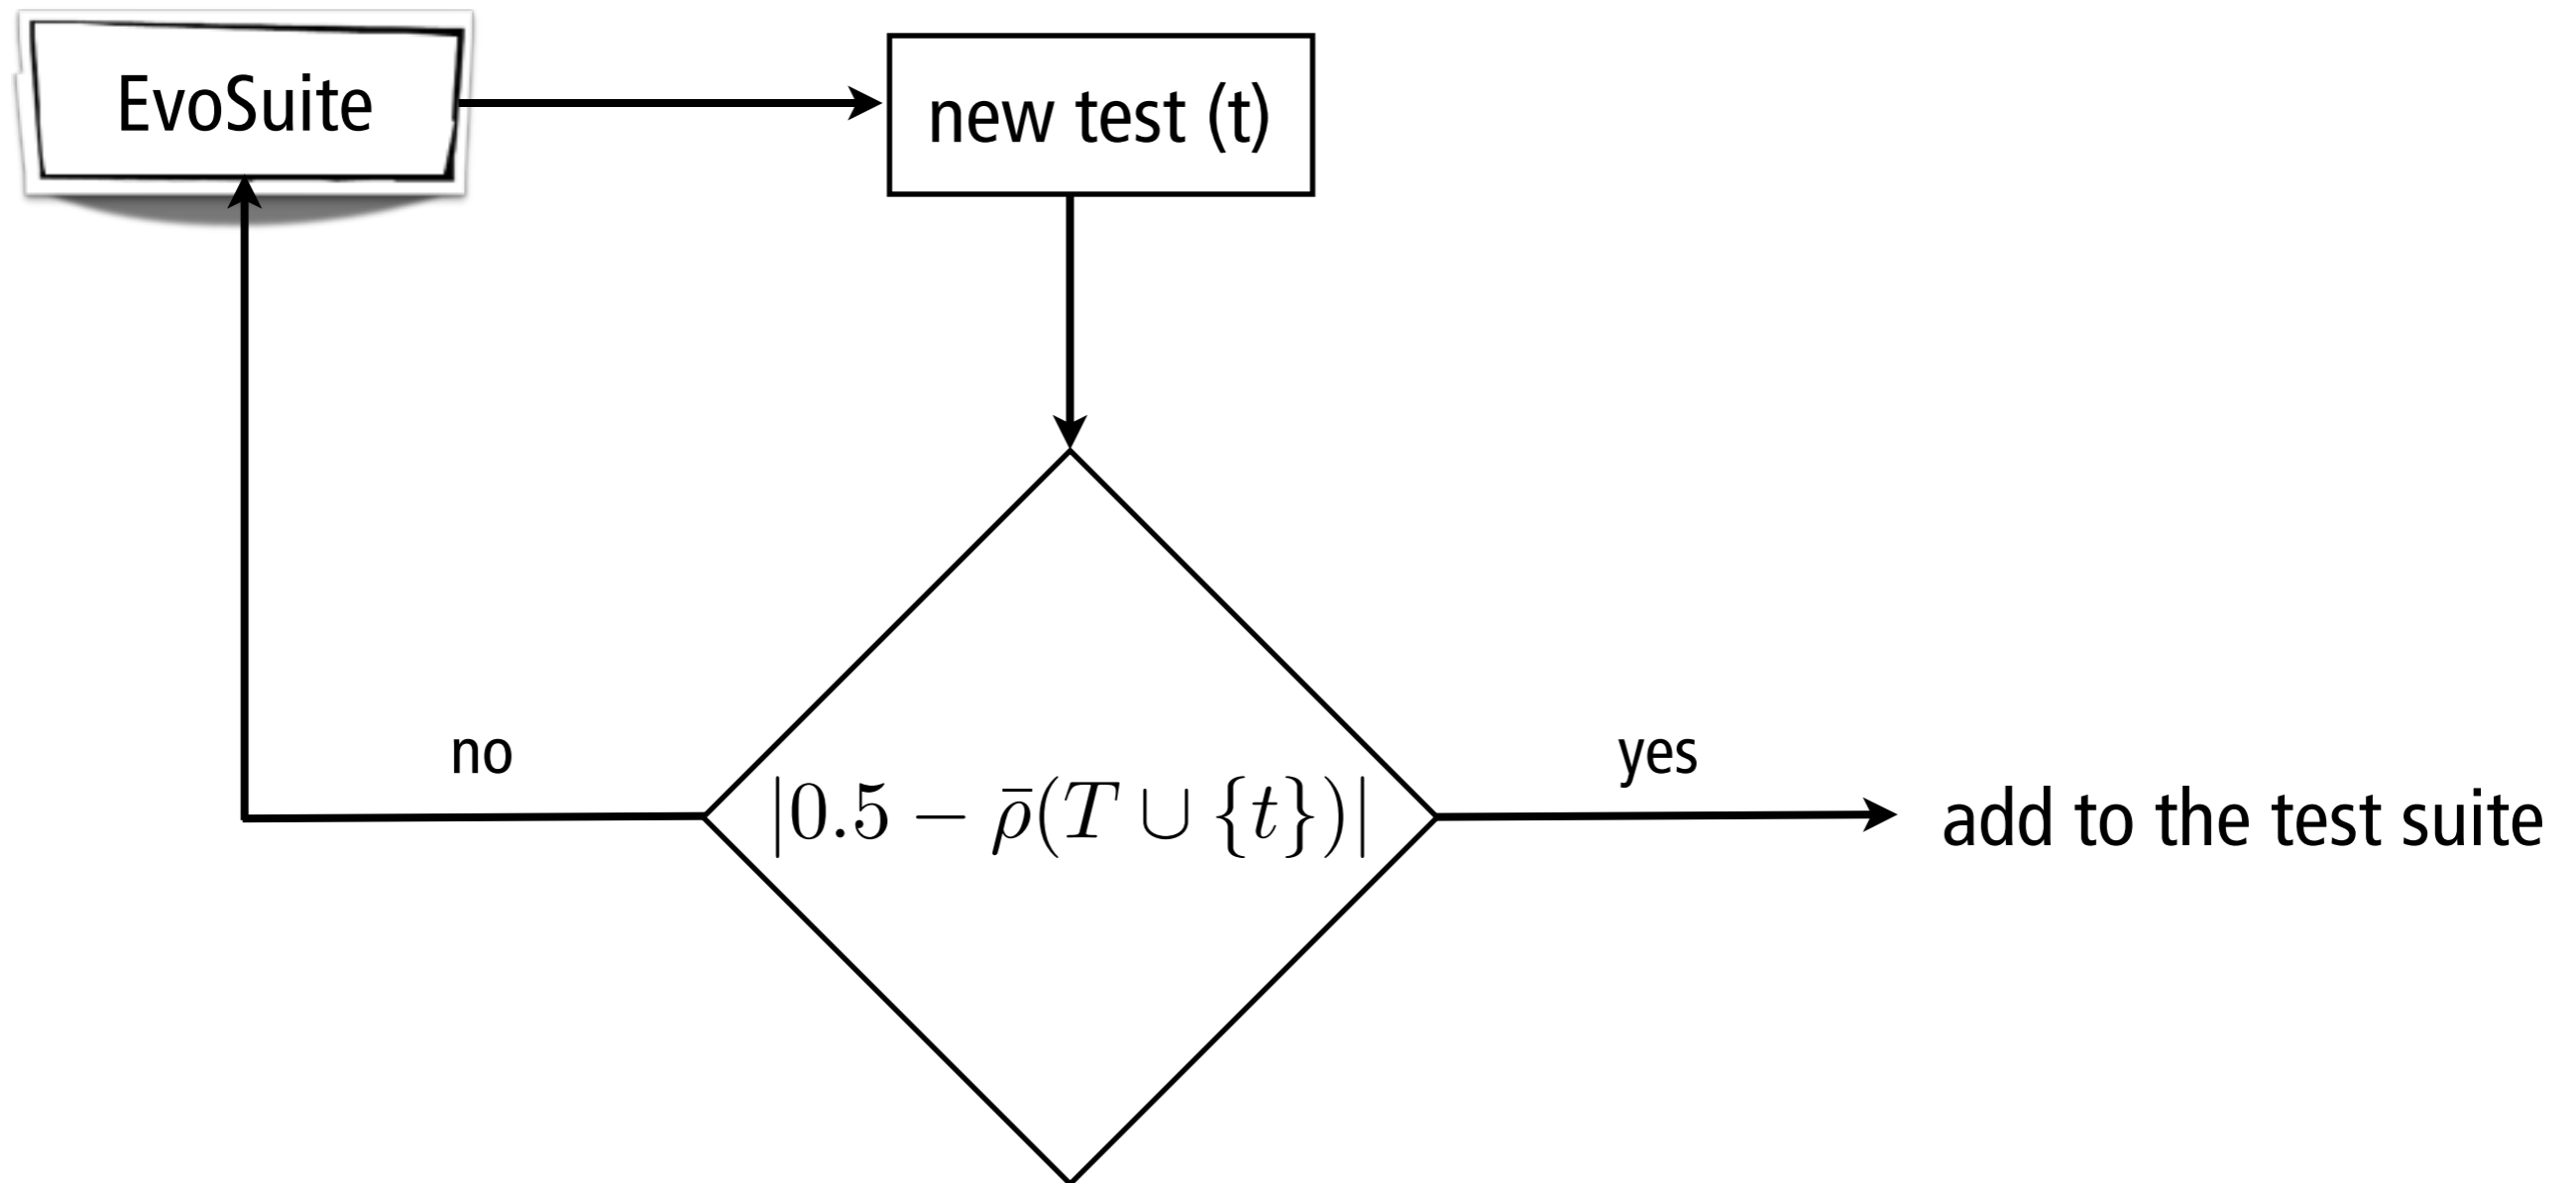 EvoSuite
new test (t)
no
|0.5 − ρ̄(T ∪ {t})|
yes
add to the test suite